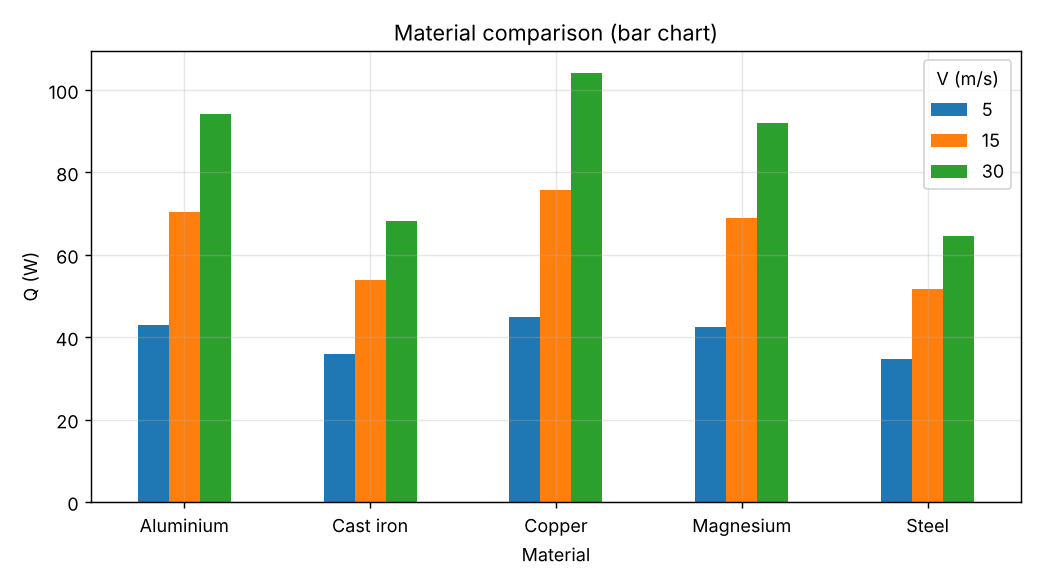 Material comparison (bar chart)
V (m/s)
5
15
30
100
80
60
40
20
0
Q (W)
Aluminium
Cast iron
Copper
Magnesium
Steel
Material